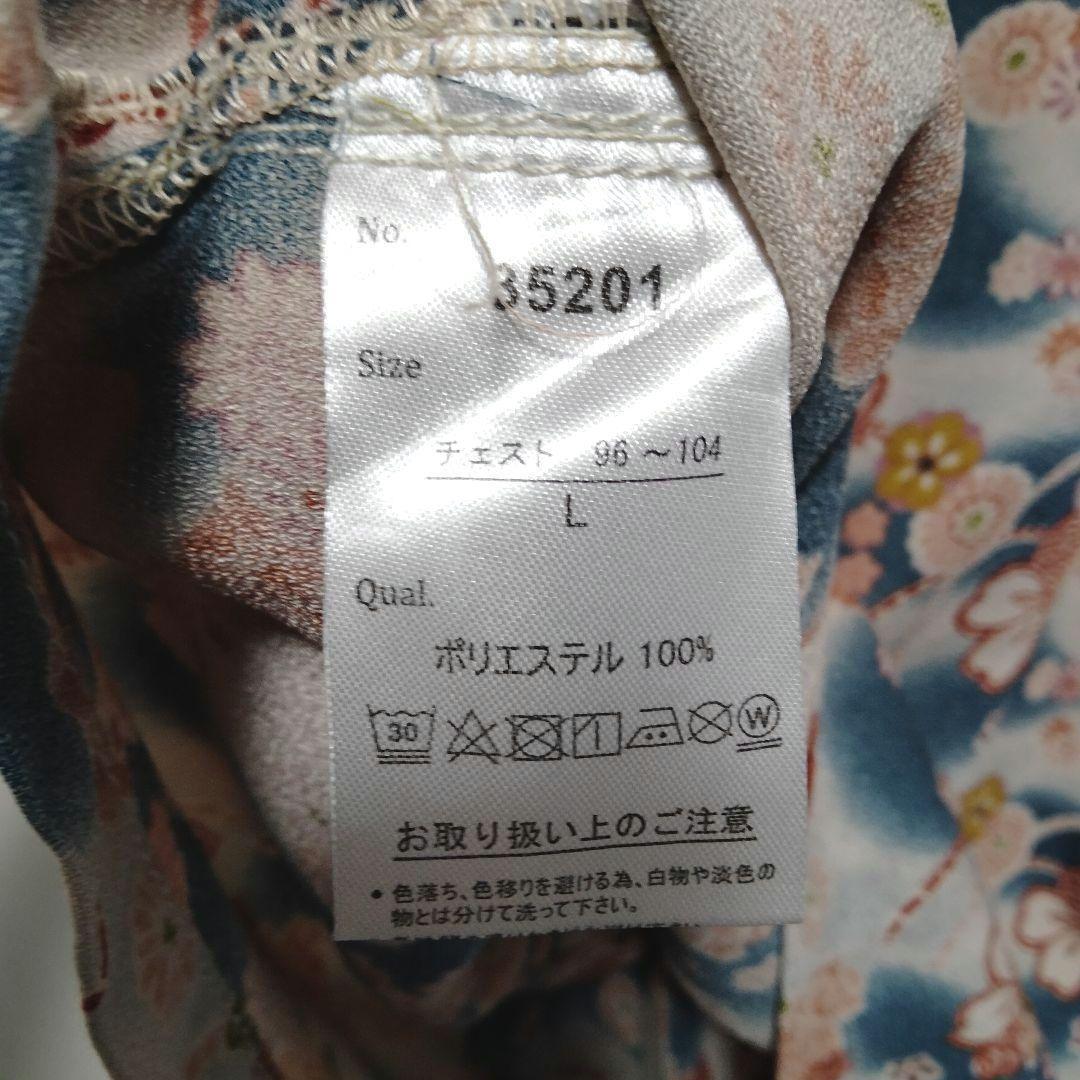 No.
35201
Size
チェスト 96～104
L
Qual.
ポリエステル 100%
30 W
お取り扱い上のご注意
• 色落ち、色移りを避ける為、白物や淡色の
物とは分けて洗って下さい。